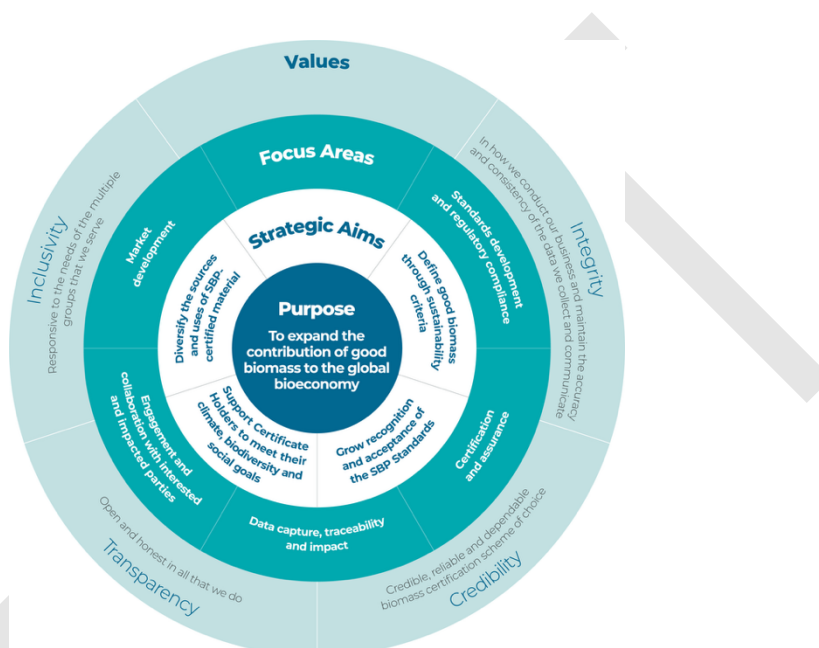 Values
Focus Areas
Strategic Aims
Purpose
To expand the
contribution of good
biomass to the global
bioeconomy
Define good biomass
through sustainability
criteria
Grow recognition
and acceptance of
the SBP Standards
Support Certificate
Holders to meet their
climate, biodiversity and
social goals
Diversify the sources
and uses of SBP-
certified material
Standards development
and regulatory compliance
Certification
and assurance
Data capture, traceability
and impact
Engagement and
collaboration with interested
and impacted parties
Market
development
Integrity
In how we conduct our business and maintain the accuracy
and consistency of the data we collect and communicate
Credible, reliable and dependable
biomass certification scheme of choice
Credibility
Open and honest in all that we do
Transparency
Inclusivity
Responsive to the needs of the multiple
groups that we serve